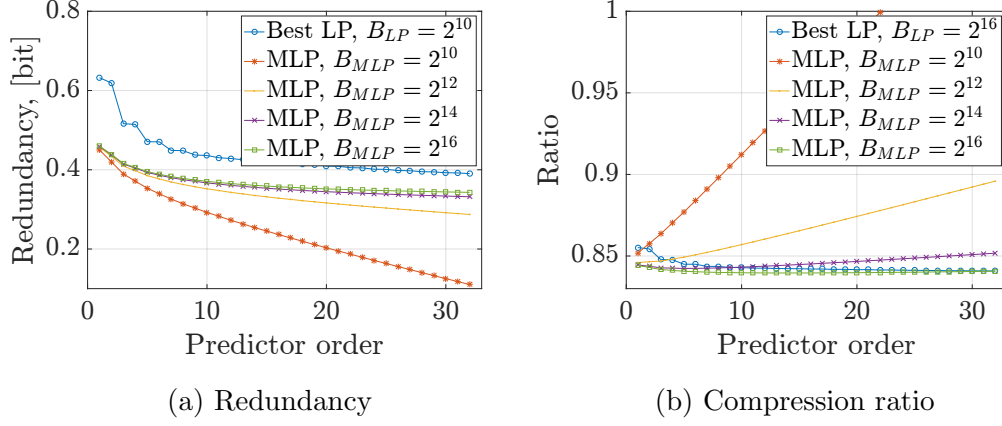 0.8
0.6
0.4
0.2
0
10
20
30
Redundancy, [bit]
Predictor order
Best LP, $B_{LP} = 2^{10}$
MLP, $B_{MLP} = 2^{10}$
MLP, $B_{MLP} = 2^{12}$
MLP, $B_{MLP} = 2^{14}$
MLP, $B_{MLP} = 2^{16}$
(a) Redundancy
1
0.95
0.9
0.85
0
10
20
30
Ratio
Predictor order
Best LP, $B_{LP} = 2^{16}$
MLP, $B_{MLP} = 2^{10}$
MLP, $B_{MLP} = 2^{12}$
MLP, $B_{MLP} = 2^{14}$
MLP, $B_{MLP} = 2^{16}$
(b) Compression ratio